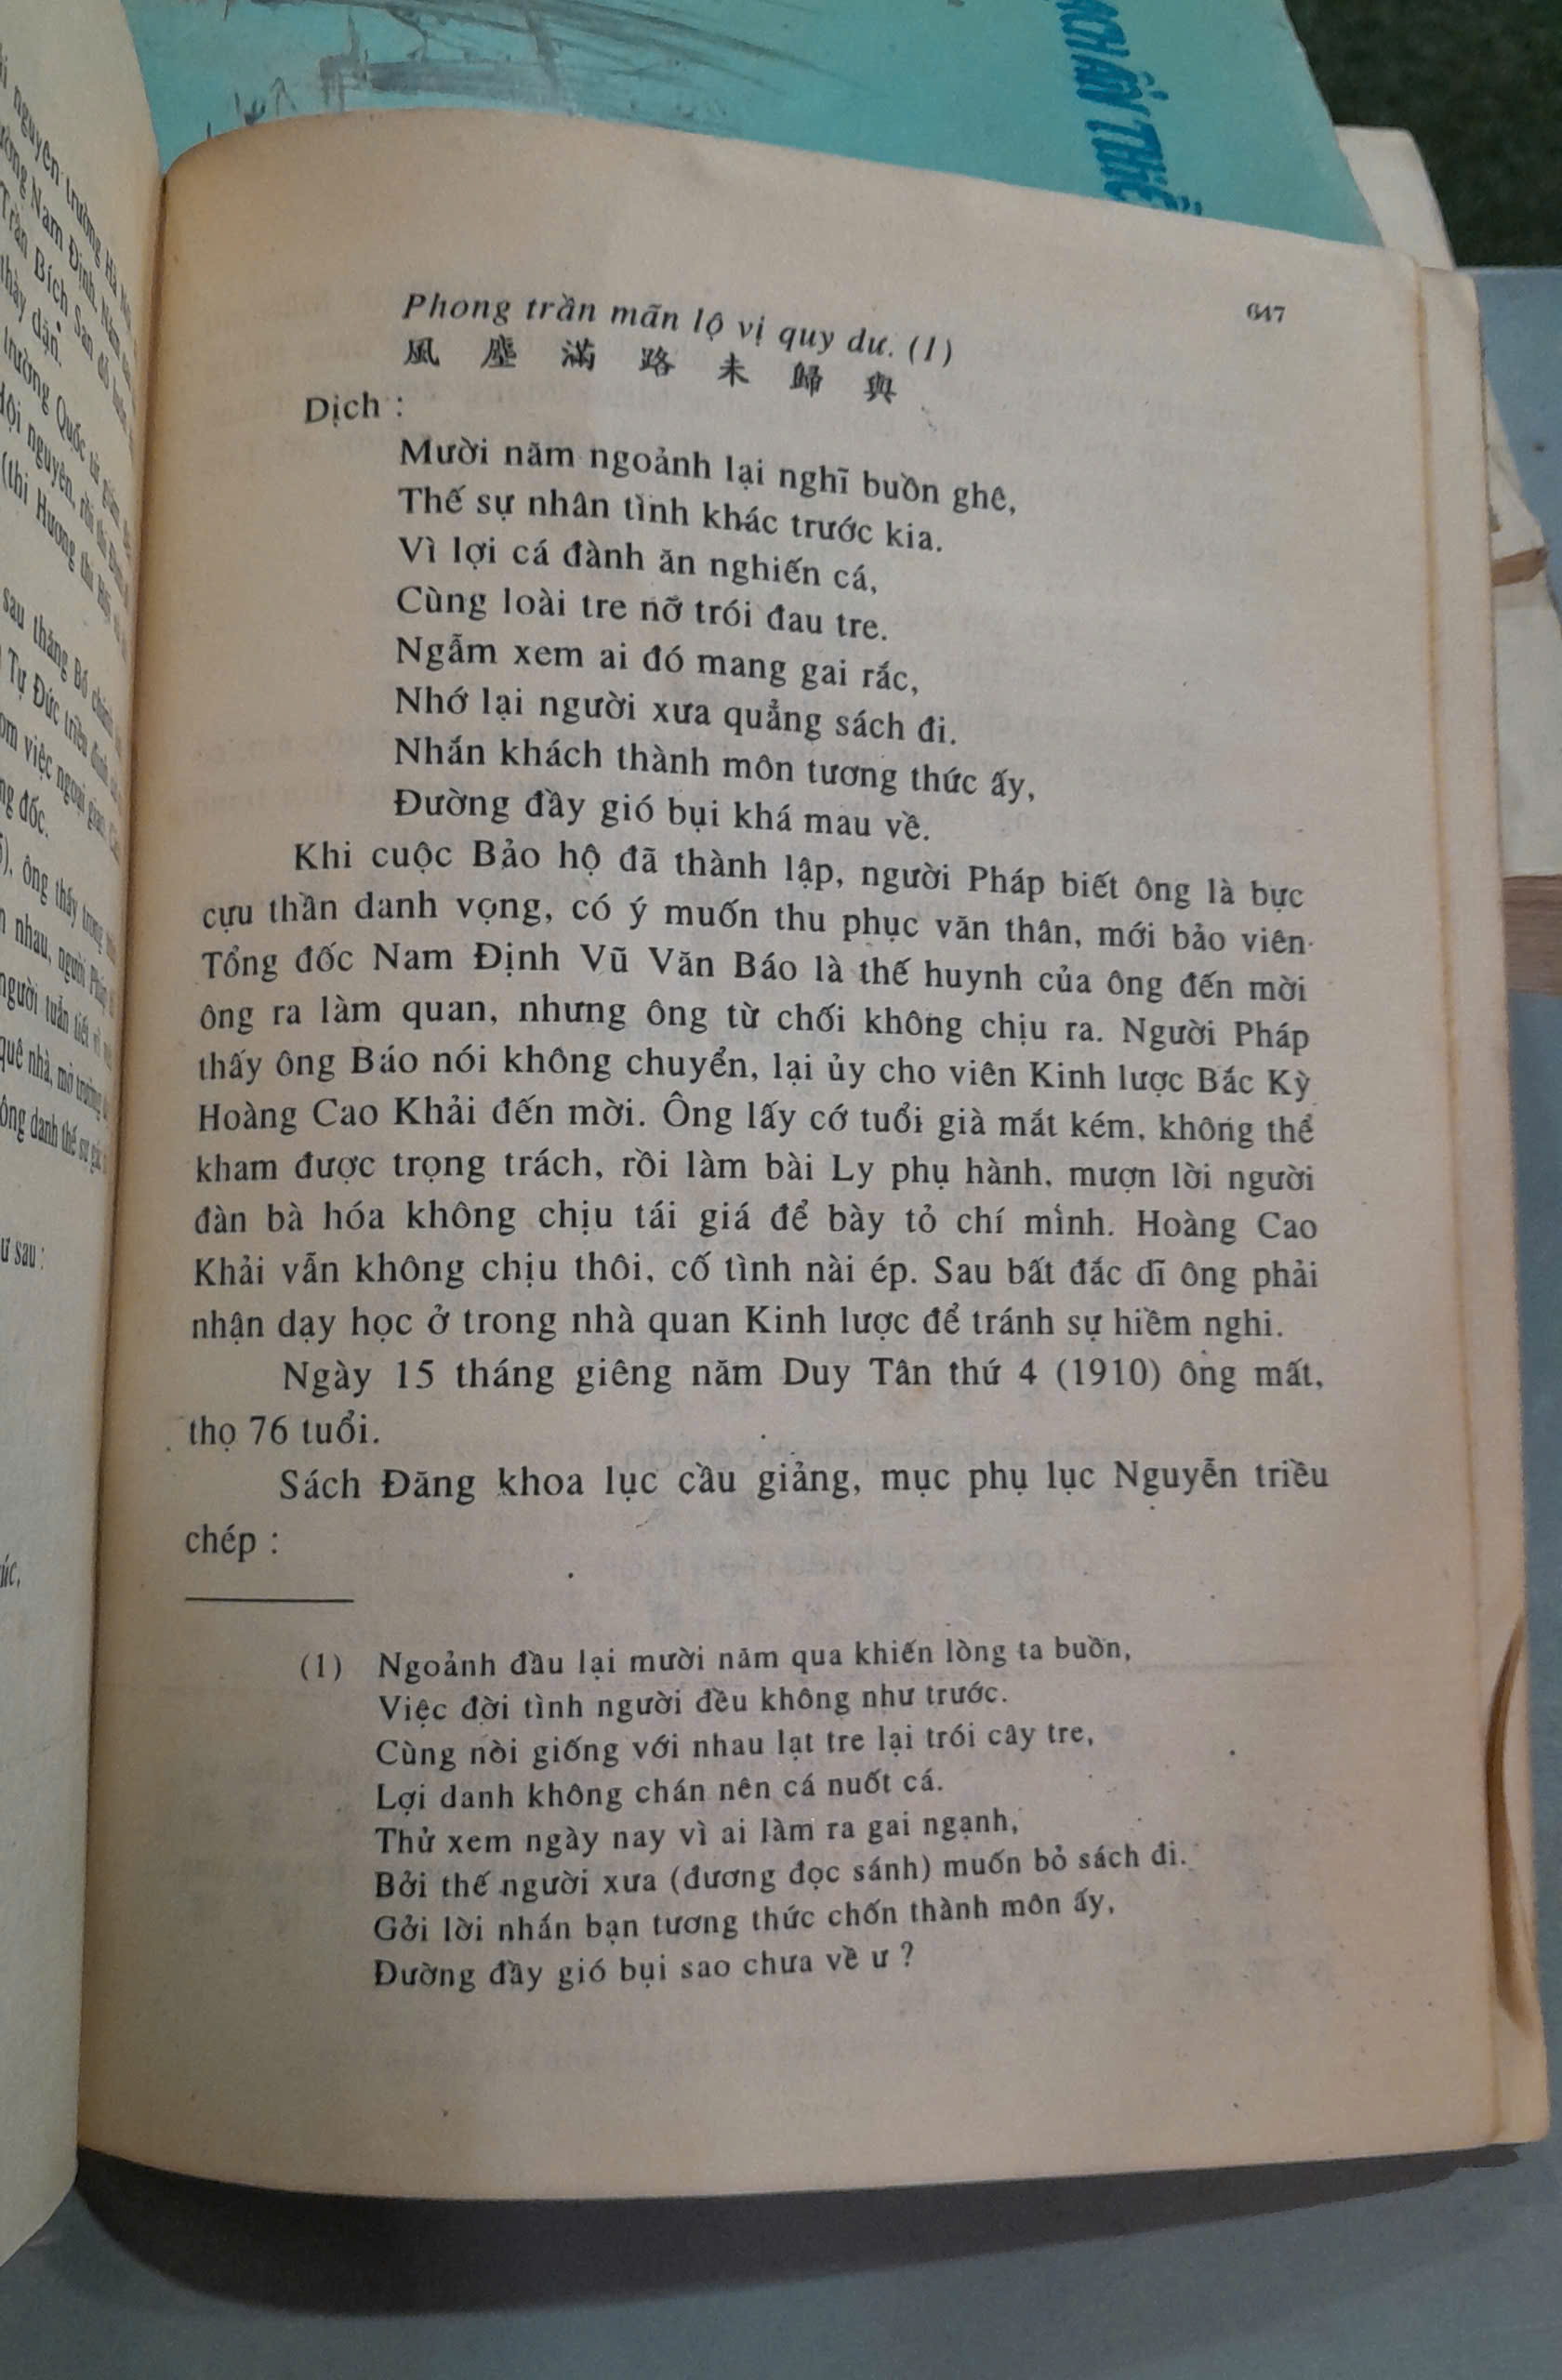 647
Phong trần mãn lộ vị quy dư. (1)
風 塵 滿 路 未 歸 與
Dịch :
Mười năm ngoảnh lại nghĩ buồn ghê,
Thế sự nhân tình khác trước kia.
Vì lợi cá đành ăn nghiến cá,
Cùng loài tre nỡ trói đau tre.
Ngẫm xem ai đó mang gai rắc,
Nhớ lại người xưa quẳng sách đi.
Nhắn khách thành môn tương thức ấy,
Đường đầy gió bụi khá mau về.
Khi cuộc Bảo hộ đã thành lập, người Pháp biết ông là bực
cựu thần danh vọng, có ý muốn thu phục văn thân, mới bảo viên
Tổng đốc Nam Định Vũ Văn Báo là thế huynh của ông đến mời
ông ra làm quan, nhưng ông từ chối không chịu ra. Người Pháp
thấy ông Báo nói không chuyển, lại ủy cho viên Kinh lược Bắc Kỳ
Hoàng Cao Khải đến mời. Ông lấy cớ tuổi già mắt kém, không thể
kham được trọng trách, rồi làm bài Ly phụ hành, mượn lời người
đàn bà hóa không chịu tái giá để bày tỏ chí mình. Hoàng Cao
Khải vẫn không chịu thôi, cố tình nài ép. Sau bất đắc dĩ ông phải
nhận dạy học ở trong nhà quan Kinh lược để tránh sự hiềm nghi.
Ngày 15 tháng giêng năm Duy Tân thứ 4 (1910) ông mất,
thọ 76 tuổi.
Sách Đăng khoa lục cầu giảng, mục phụ lục Nguyễn triều
chép :
(1) Ngoảnh đầu lại mười năm qua khiến lòng ta buồn,
Việc đời tình người đều không như trước.
Cùng nòi giống với nhau lạt tre lại trói cây tre,
Lợi danh không chán nên cá nuốt cá.
Thử xem ngày nay vì ai làm ra gai ngạnh,
Bởi thế người xưa (đương đọc sánh) muốn bỏ sách đi.
Gởi lời nhắn bạn tương thức chốn thành môn ấy,
Đường đầy gió bụi sao chưa về ư ?